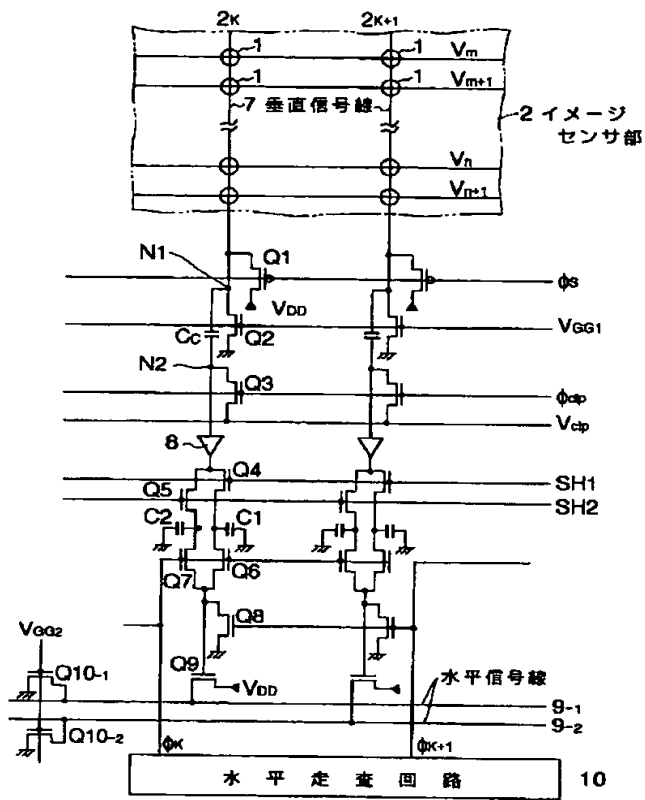 2K 2K+1
1 1 Vm
1 1 Vm+1
7 垂直信号線
2 イメージ
センサ部
Vn
Vn+1
N1 Q1
φS
VDD
VGG1
CC Q2
N2 Q3
φclp
Vclp
8
Q4
SH1
Q5
SH2
C2 C1
Q7 Q6
VGG2 Q8
Q9
Q10-1 VDD 水平信号線
9-1
9-2
Q10-2 φK φK+1
水平走査回路 10